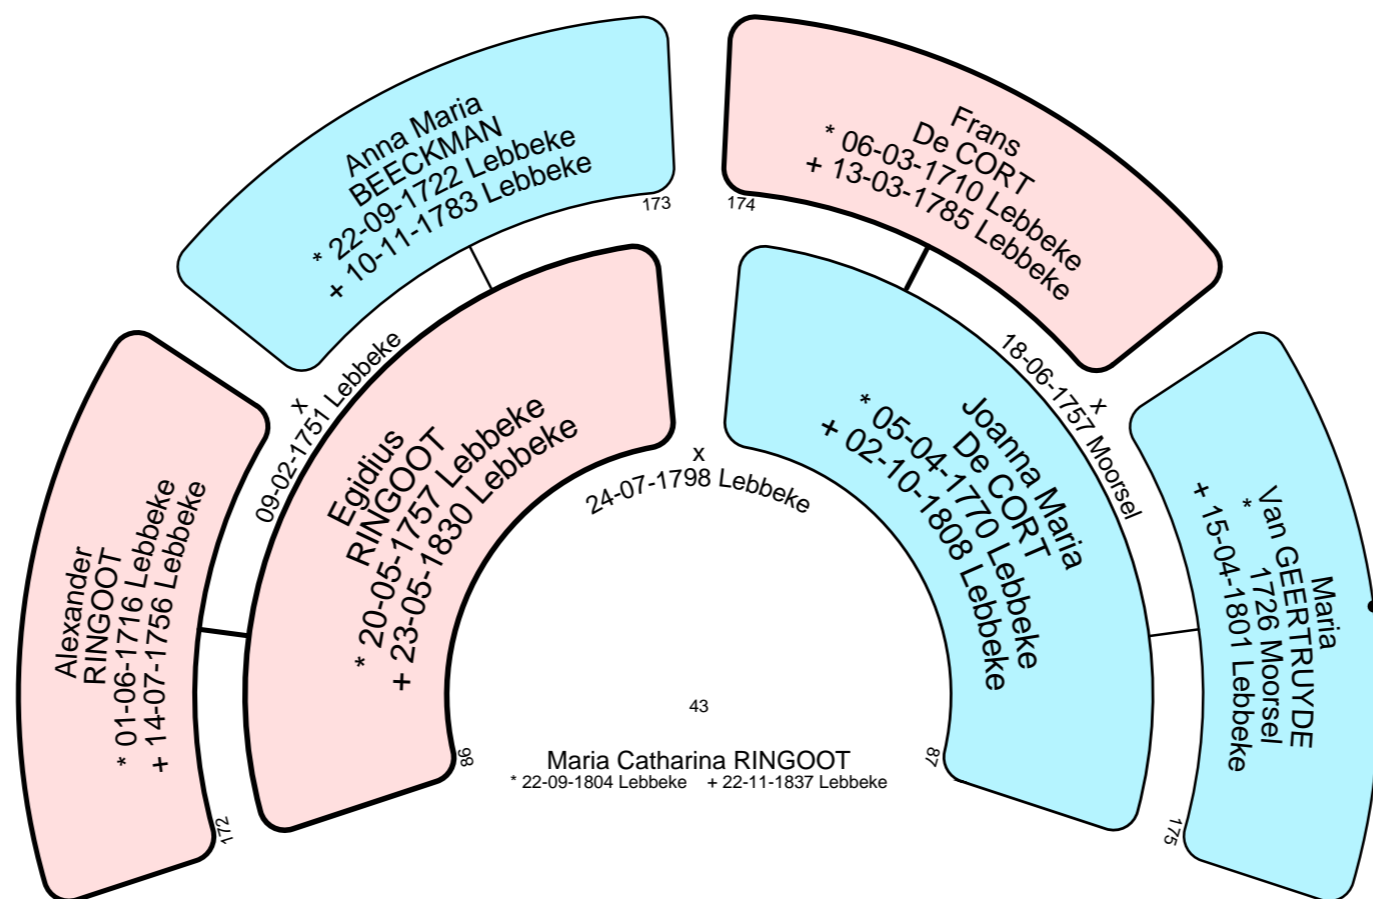 Anna Maria
BEECKMAN
* 22-09-1722 Lebbeke
+ 10-11-1783 Lebbeke
173
Frans
De CORT
* 06-03-1710 Lebbeke
+ 13-03-1785 Lebbeke
174
Alexander
RINGOOT
* 01-06-1716 Lebbeke
+ 14-07-1756 Lebbeke
172
x
09-02-1751 Lebbeke
Egidius
RINGOOT
* 20-05-1757 Lebbeke
+ 23-05-1830 Lebbeke
86
x
24-07-1798 Lebbeke
Joanna Maria
De CORT
* 05-04-1770 Lebbeke
+ 02-10-1808 Lebbeke
87
x
18-06-1757 Moorsel
Maria
Van GEERTRUYDE
* 1726 Moorsel
+ 15-04-1801 Lebbeke
175
43
Maria Catharina RINGOOT
* 22-09-1804 Lebbeke + 22-11-1837 Lebbeke